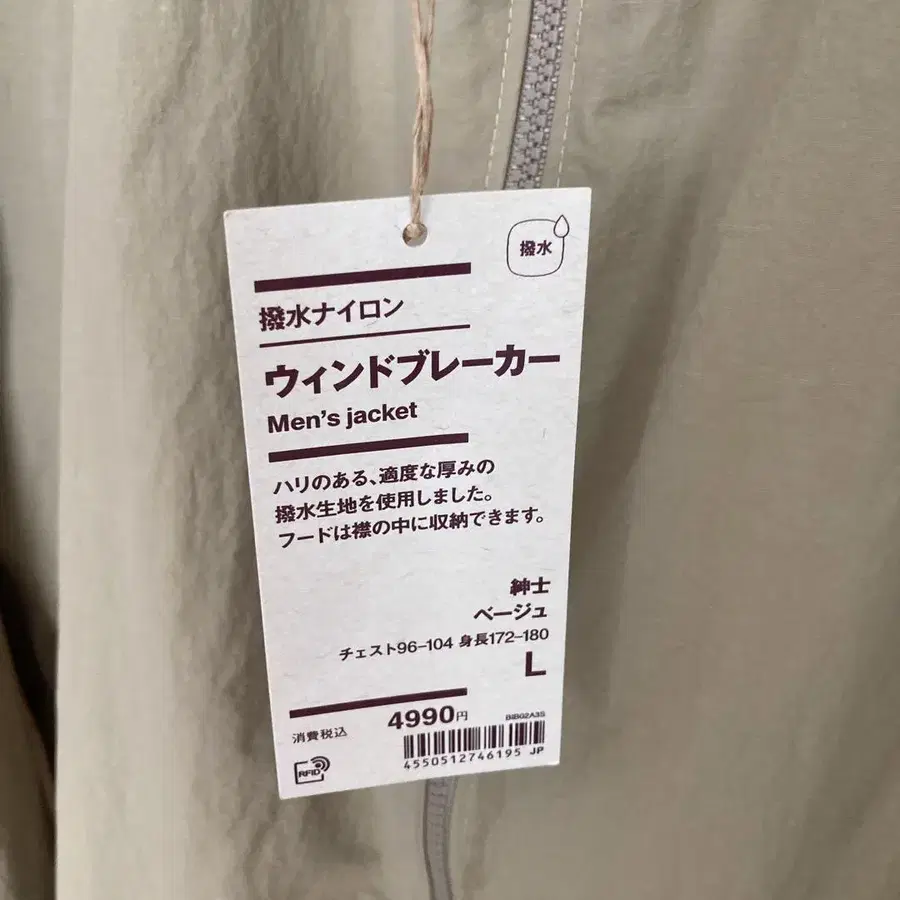 撥水
撥水ナイロン
ウィンドブレーカー
Men's jacket
ハリのある、適度な厚みの
撥水生地を使用しました。
フードは襟の中に収納できます。
紳士
ベージュ
チェスト96-104 身長172-180
L
消費税込 4990円
BIB02A3S
4550512746195 JP
RFID